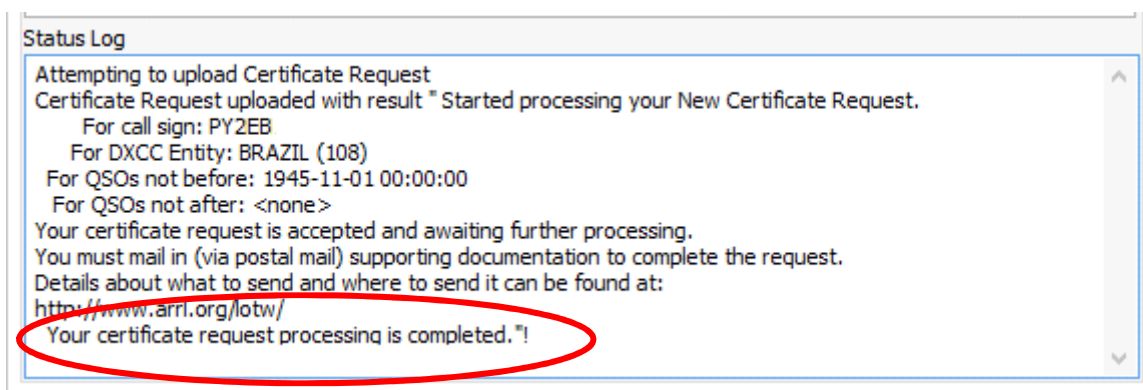 Status Log
Attempting to upload Certificate Request
Certificate Request uploaded with result " Started processing your New Certificate Request.
For call sign: PY2EB
For DXCC Entity: BRAZIL (108)
For QSOs not before: 1945-11-01 00:00:00
For QSOs not after: <none>
Your certificate request is accepted and awaiting further processing.
You must mail in (via postal mail) supporting documentation to complete the request.
Details about what to send and where to send it can be found at:
http://www.arrl.org/lotw/
Your certificate request processing is completed."!